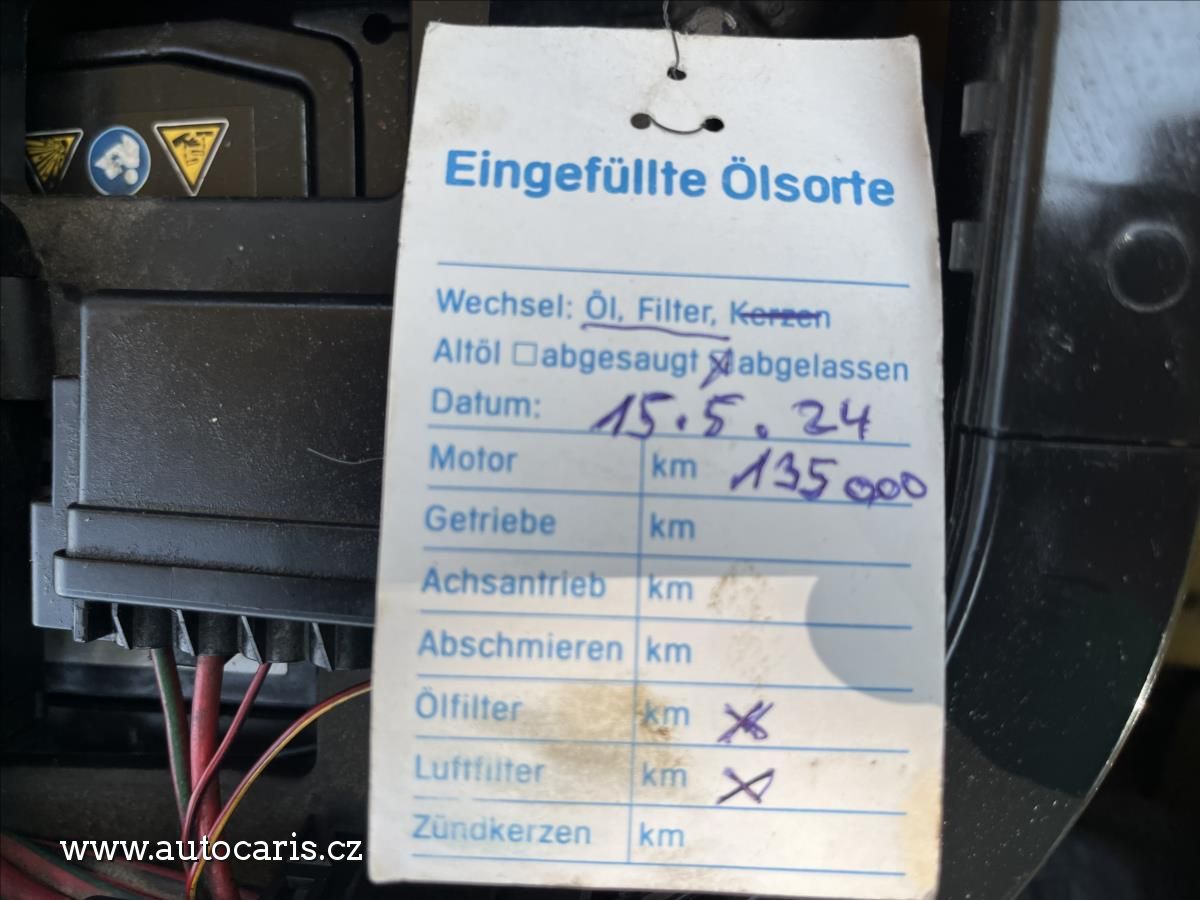 Eingefüllte Ölsorte
Wechsel: Öl, Filter, Kerzen
Altöl ☐abgesaugt ☒abgelassen
Datum: 15.5.24
Motor km 135000
Getriebe km
Achsantrieb km
Abschmieren km
Ölfilter km X
Luftfilter km X
Zündkerzen km
www.autocaris.cz